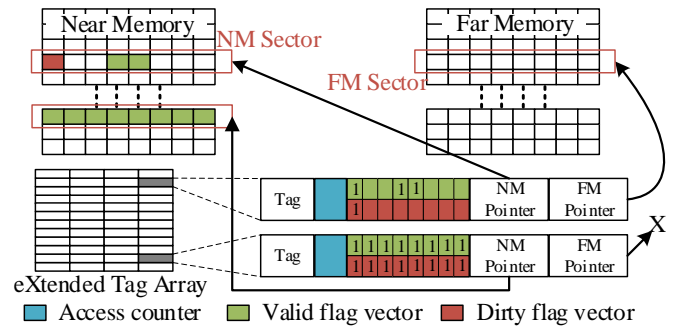 Near Memory
Far Memory
NM Sector
FM Sector
Tag
1 1 1
1
NM
Pointer
FM
Pointer
X
Tag
1 1 1 1 1 1 1 1
1 1 1 1 1 1 1 1
NM
Pointer
FM
Pointer
eXtended Tag Array
Access counter
Valid flag vector
Dirty flag vector